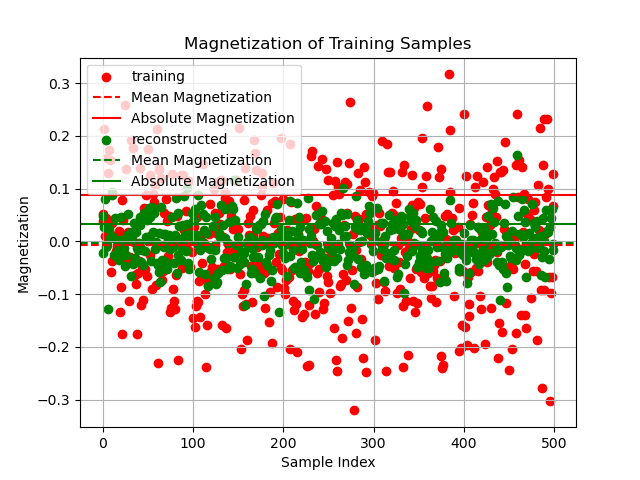 Magnetization of Training Samples
training
Mean Magnetization
Absolute Magnetization
reconstructed
Mean Magnetization
Absolute Magnetization
Magnetization
0.3
0.2
0.1
0.0
−0.1
−0.2
−0.3
0 100 200 300 400 500
Sample Index